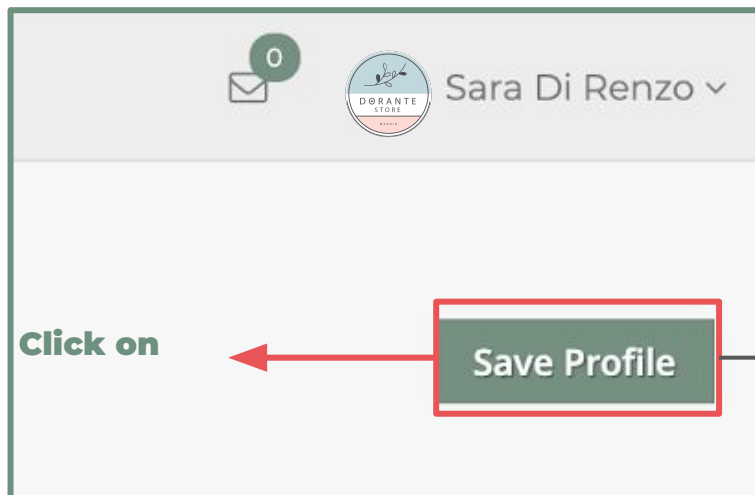 0
DORANTE
STORE
Sara Di Renzo
Click on
Save Profile